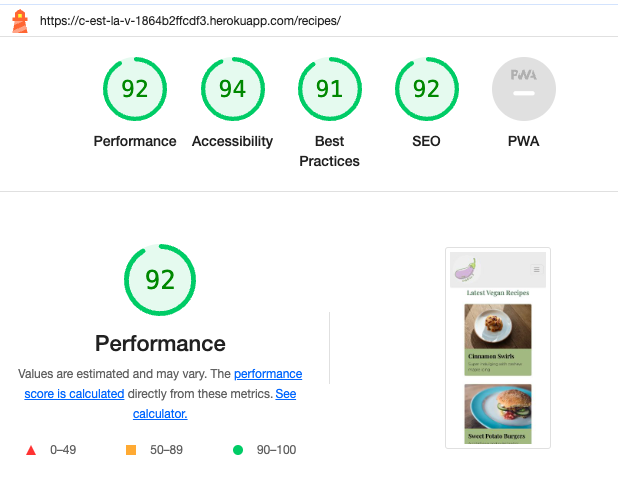 https://c-est-la-v-1864b2ffcdf3.herokuapp.com/recipes/
92
94
91
92
PWA
Performance
Accessibility
Best
Practices
SEO
PWA
92
Performance
Values are estimated and may vary. The performance
score is calculated directly from these metrics. See
calculator.
0–49
50–89
90–100
Latest Vegan Recipes
Cinnamon Swirls
Sweet Potato Burgers